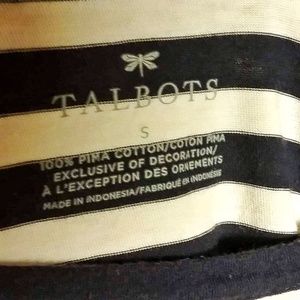 TALBOTS
S
100% PIMA COTTON/COTON PIMA
EXCLUSIVE OF DECORATION/
À L'EXCEPTION DES ORNEMENTS
MADE IN INDONESIA/FABRIQUÉ EN INDONÉSIE